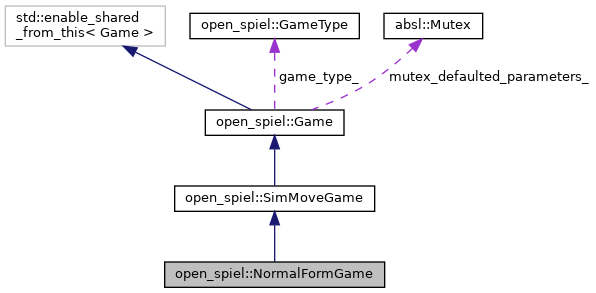 std::enable_shared
_from_this< Game >
open_spiel::GameType
absl::Mutex
game_type_
mutex_defaulted_parameters_
open_spiel::Game
open_spiel::SimMoveGame
open_spiel::NormalFormGame